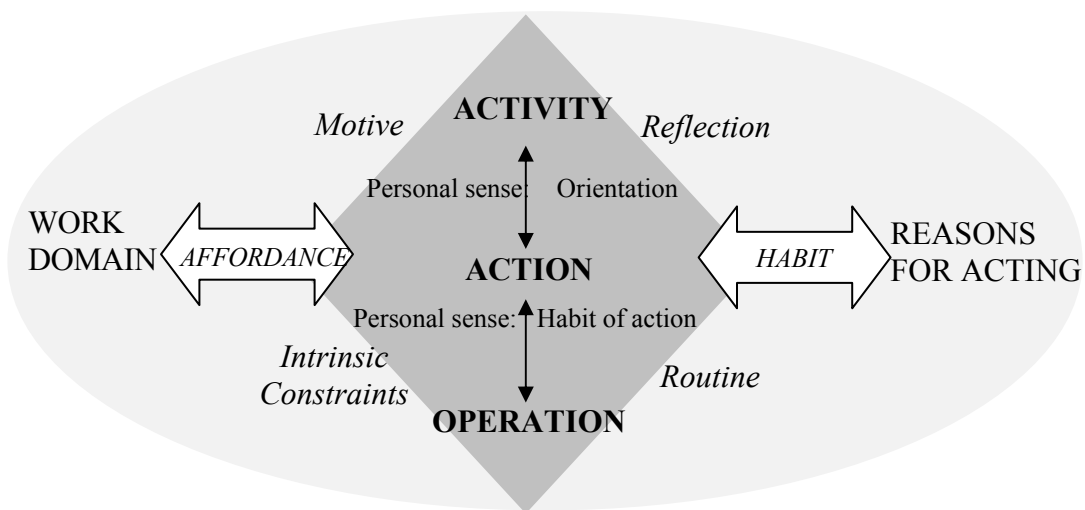 ACTIVITY
Motive
Reflection
Personal sense: Orientation
WORK
DOMAIN
AFFORDANCE
ACTION
HABIT
REASONS
FOR ACTING
Personal sense: Habit of action
Intrinsic
Constraints
Routine
OPERATION